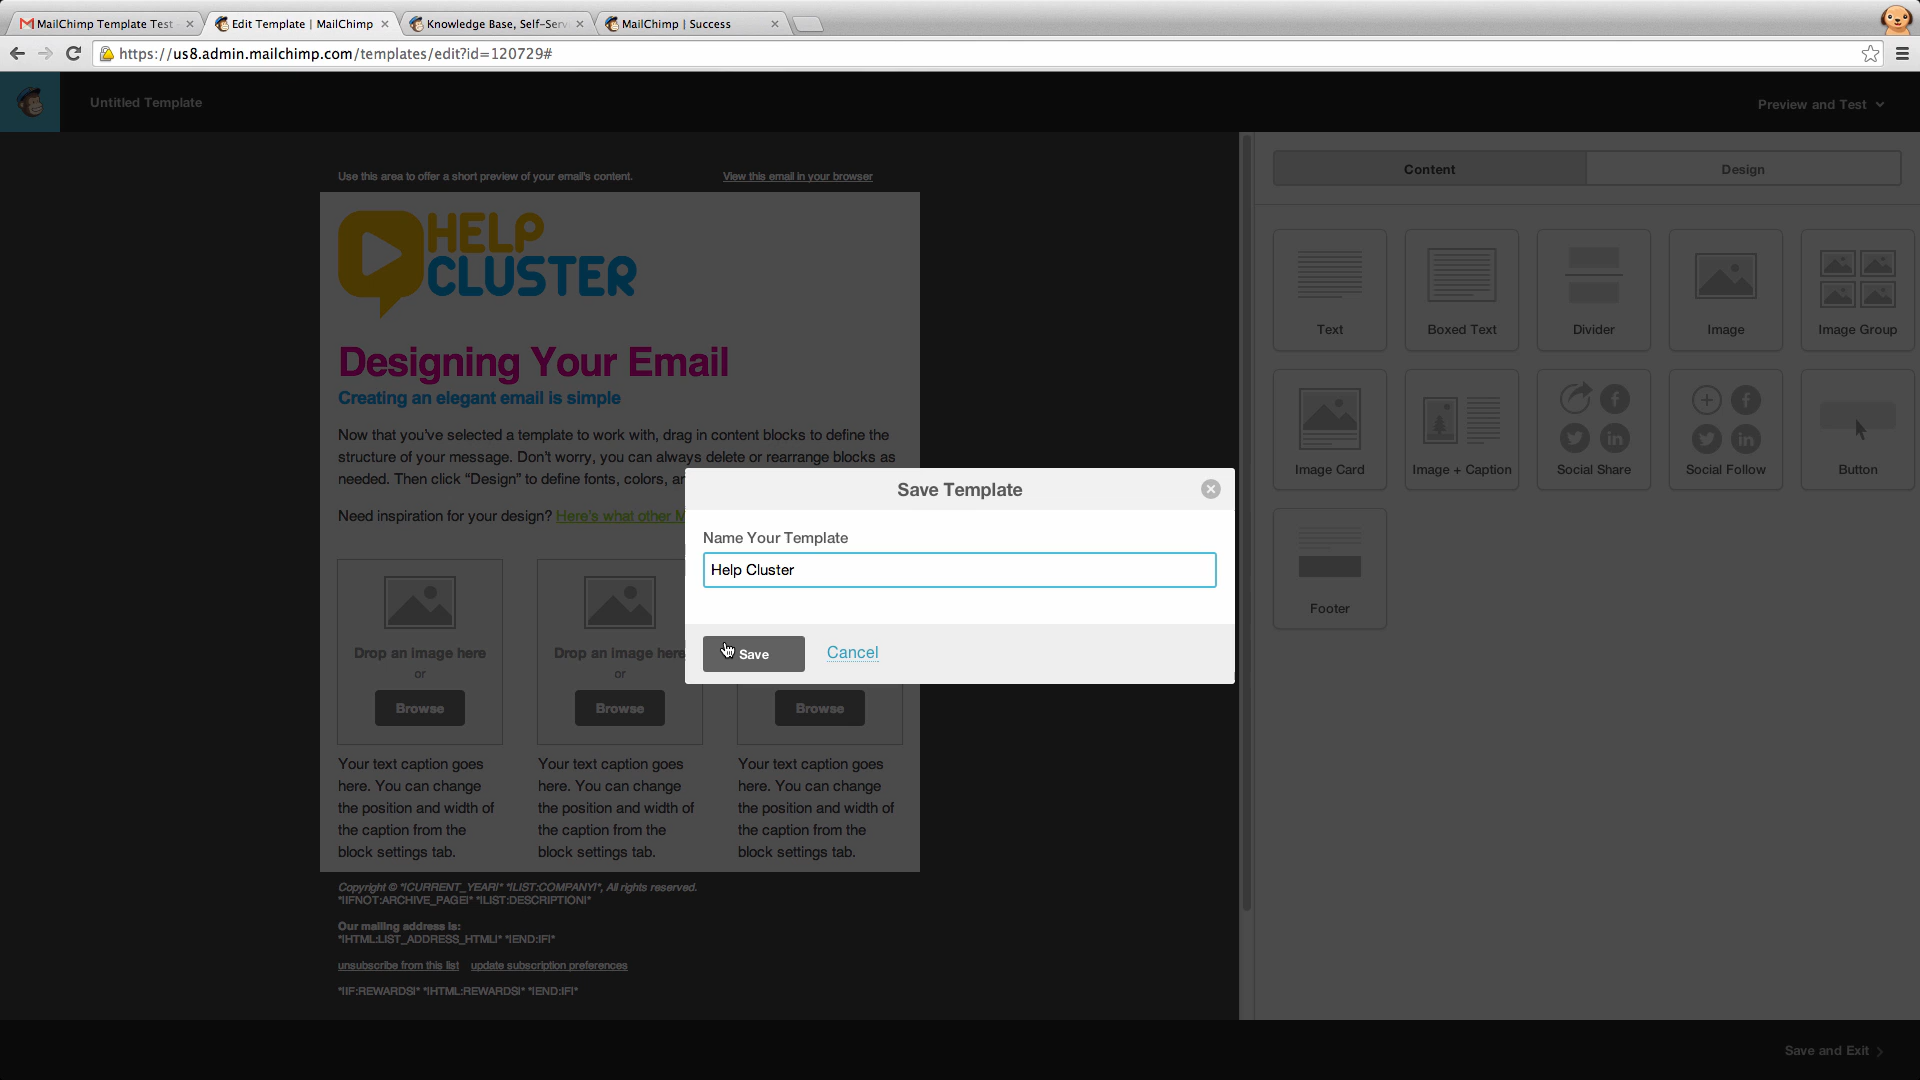 MailChimp Template Test
Edit Template | MailChimp
Knowledge Base, Self-Serv
MailChimp | Success
https://us8.admin.mailchimp.com/templates/edit?id=120729#
Untitled Template
Preview and Test
Use this area to offer a short preview of your email's content.
View this email in your browser
Content
Design
HELP
CLUSTER
Designing Your Email
Creating an elegant email is simple
Now that you've selected a template to work with, drag in content blocks to define the
structure of your message. Don't worry, you can always delete or rearrange blocks as
needed. Then click “Design” to define fonts, colors, an
Need inspiration for your design? Here's what other M
Text
Boxed Text
Divider
Image
Image Group
Image Card
Image + Caption
Social Share
Social Follow
Button
Footer
Save Template
Name Your Template
Help Cluster
Save
Cancel
Drop an image here
or
Browse
Drop an image here
or
Browse
Browse
Your text caption goes
here. You can change
the position and width of
the caption from the
block settings tab.
Your text caption goes
here. You can change
the position and width of
the caption from the
block settings tab.
Your text caption goes
here. You can change
the position and width of
the caption from the
block settings tab.
Copyright © *|CURRENT_YEAR|* *|LIST:COMPANY|*, All rights reserved.
*|IFNOT:ARCHIVE_PAGE|* *|LIST:DESCRIPTION|*
Our mailing address is:
*|HTML:LIST_ADDRESS_HTML|* *|END:IF|*
unsubscribe from this list update subscription preferences
*|IF:REWARDS|* *|HTML:REWARDS|* *|END:IF|*
Save and Exit